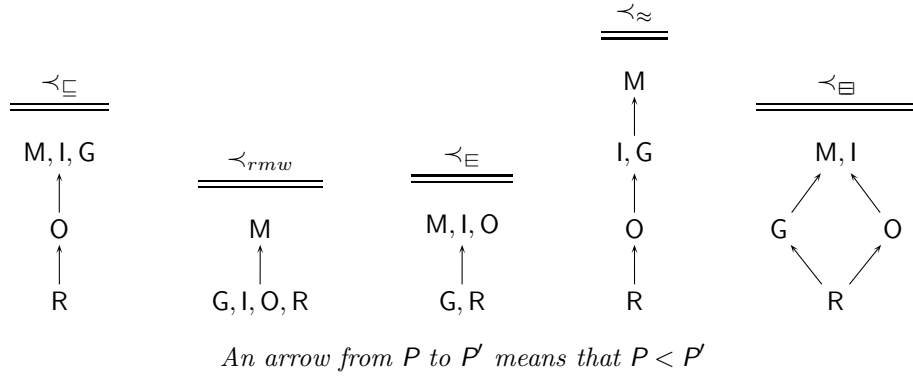 ≺⊑
M, I, G
O
R
≺rmw
M
G, I, O, R
≺⋿
M, I, O
G, R
≺≈
M
I, G
O
R
≺⊟
M, I
G O
R
An arrow from P to P′ means that P < P′